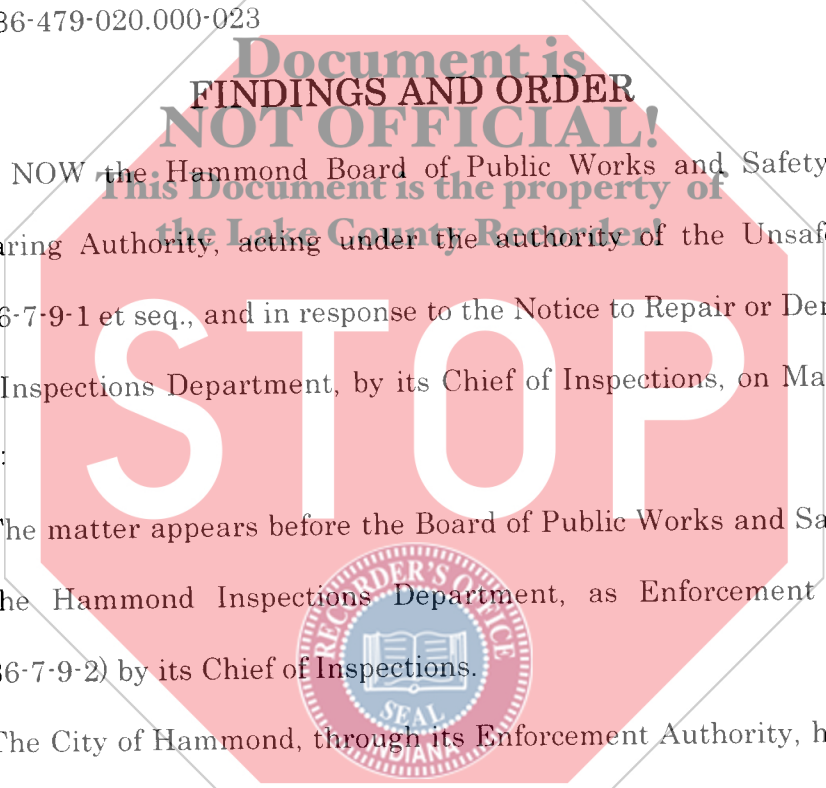 36-479-020.000-023
Document is
FINDINGS AND ORDER
NOT OFFICIAL!
NOW the Hammond Board of Public Works and Safety
This Document is the property of
the Lake County Recorder!
aring Authority, acting under the authority of the Unsaf
6-7-9-1 et seq., and in response to the Notice to Repair or De
STOP
Inspections Department, by its Chief of Inspections, on Ma
:
The matter appears before the Board of Public Works and Sa
he Hammond Inspections Department, as Enforcement
36-7-9-2) by its Chief of Inspections.
RECORDER'S OFFICE
SEAL
INDIANA
The City of Hammond, through its Enforcement Authority, h